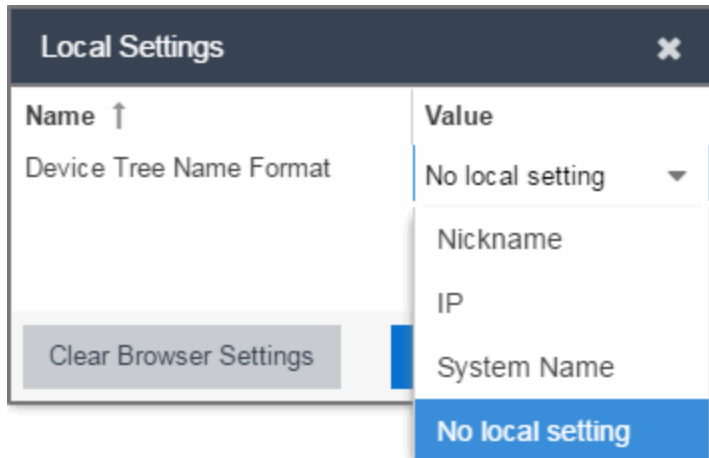 Local Settings
Name ↑ Value
Device Tree Name Format No local setting
Nickname
IP
Clear Browser Settings System Name
No local setting